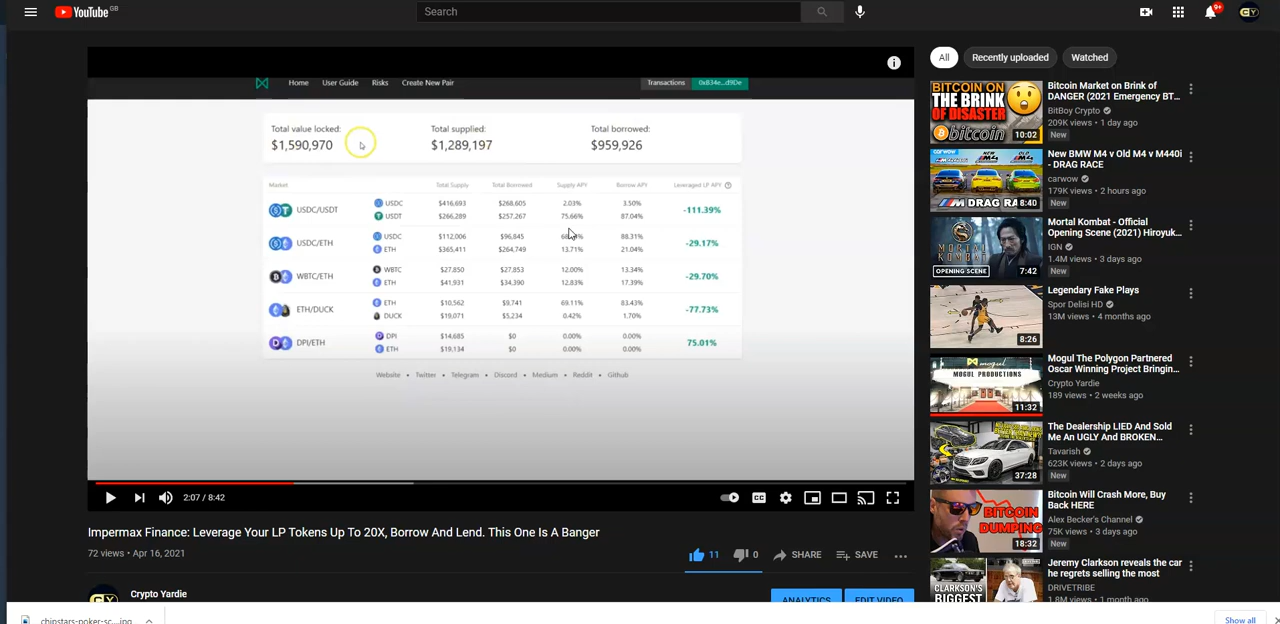 YouTube GB
Search
9+
CY
Home User Guide Risks Create New Pair Transactions 0xB34e...d9De
Total value locked: Total supplied: Total borrowed:
$1,590,970 $1,289,197 $959,926
Market Total Supply Total Borrowed Supply APY Borrow APY Leveraged LP APY
USDC/USDT USDC $416,693 $268,605 2.03% 3.50% -111.39%
USDT $266,289 $257,267 75.66% 87.04%
USDC/ETH USDC $112,006 $96,845 88.31% -29.17%
ETH $365,411 $264,749 13.71% 21.04%
WBTC/ETH WBTC $27,850 $27,853 12.00% 13.34% -29.70%
ETH $41,931 $34,390 12.83% 17.39%
ETH/DUCK ETH $10,562 $9,741 69.11% 83.43% -77.73%
DUCK $19,071 $5,234 0.42% 1.70%
DPI/ETH DPI $14,685 $0 0.00% 0.00% 75.01%
ETH $19,134 $0 0.00% 0.00%
Website • Twitter • Telegram • Discord • Medium • Reddit • Github
2:07 / 8:42
CC
Impermax Finance: Leverage Your LP Tokens Up To 20X, Borrow And Lend. This One Is A Banger
72 views • Apr 16, 2021
11 0 SHARE SAVE
Crypto Yardie
ANALYTICS EDIT VIDEO
All Recently uploaded Watched
BITCOIN ON
THE BRINK
OF DISASTER
bitcoin
10:02
Bitcoin Market on Brink of
DANGER (2021 Emergency BT...
BitBoy Crypto
209K views • 1 day ago
New
NEW M4 OLD M4
DRAG RA
8:40
New BMW M4 v Old M4 v M440i
- DRAG RACE
carwow
179K views • 2 hours ago
New
OPENING SCENE
7:42
Mortal Kombat - Official
Opening Scene (2021) Hiroyuk...
IGN
1.4M views • 3 days ago
New
8:26
Legendary Fake Plays
Spor Delisi HD
13M views • 4 months ago
mogul
MOGUL PRODUCTIONS
11:32
Mogul The Polygon Partnered
Oscar Winning Project Bringin...
Crypto Yardie
189 views • 2 weeks ago
37:28
The Dealership LIED And Sold
Me An UGLY And BROKEN...
Tavarish
623K views • 2 days ago
New
BITCOIN
DUMPING
18:32
Bitcoin Will Crash More, Buy
Back HERE
Alex Becker's Channel
75K views • 3 days ago
New
CLARKSON'S
BIGGEST
Jeremy Clarkson reveals the car
he regrets selling the most
DRIVETRIBE
1.8M views • 1 month ago
chipstars-poker-sc....jpg
Show all